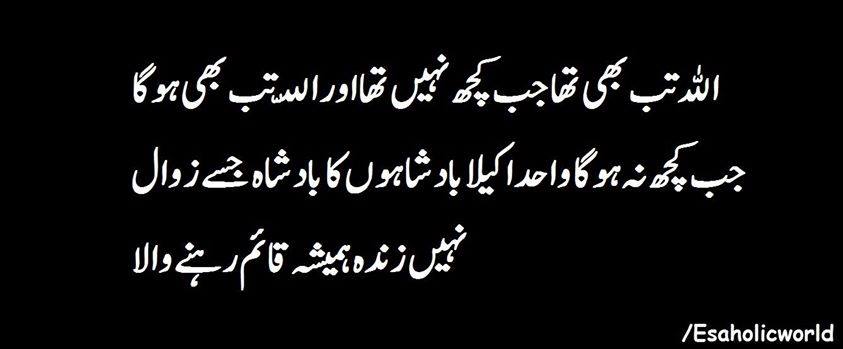 اللہ تب بھی تھا جب کچھ نہیں تھا اور اللہ تب بھی ہوگا
جب کچھ نہ ہوگا واحد اکیلا بادشاہوں کا بادشاہ جسے زوال
نہیں زندہ ہمیشہ قائم رہنے والا
/Esaholicworld